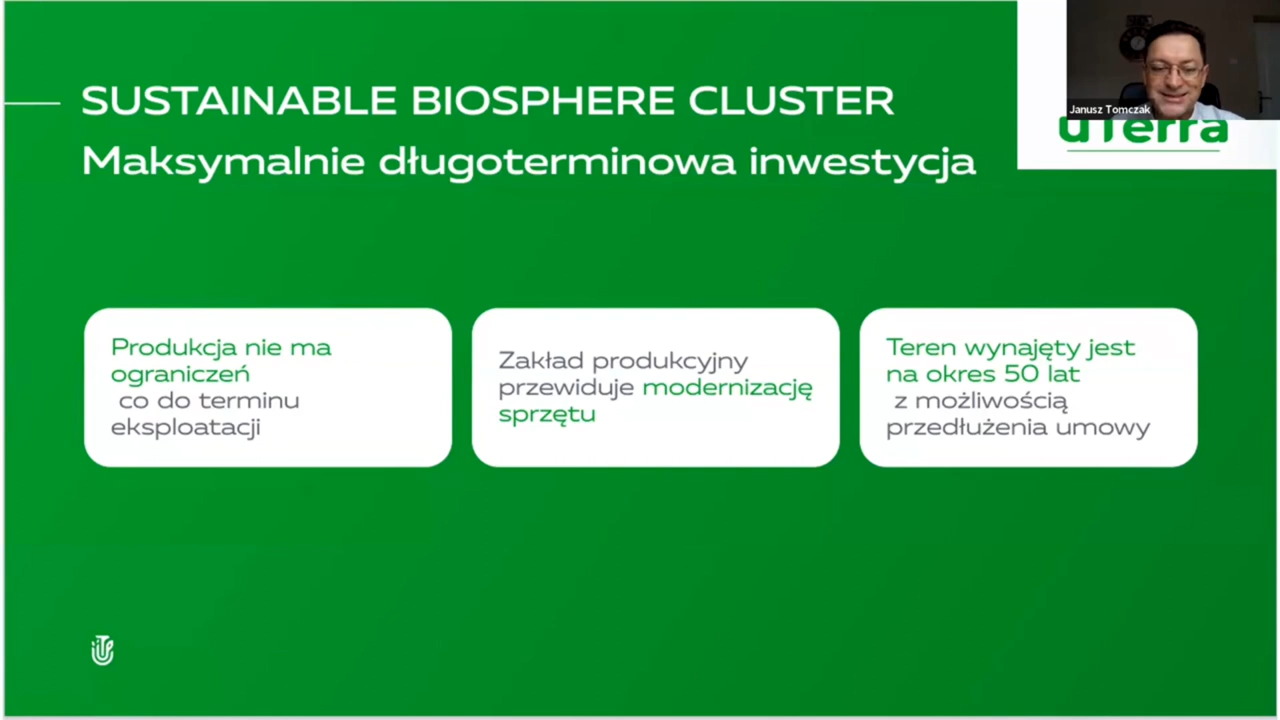 SUSTAINABLE BIOSPHERE CLUSTER
Maksymalnie długoterminowa inwestycja
Janusz Tomczak
uTerra
Produkcja nie ma
ograniczeń
co do terminu
eksploatacji
Zakład produkcyjny
przewiduje modernizację
sprzętu
Teren wynajęty jest
na okres 50 lat
z możliwością
przedłużenia umowy